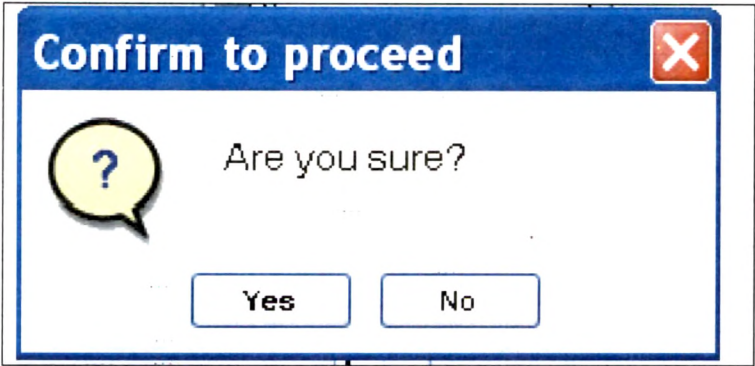 Confirm to proceed
?
Are you sure?
Yes No